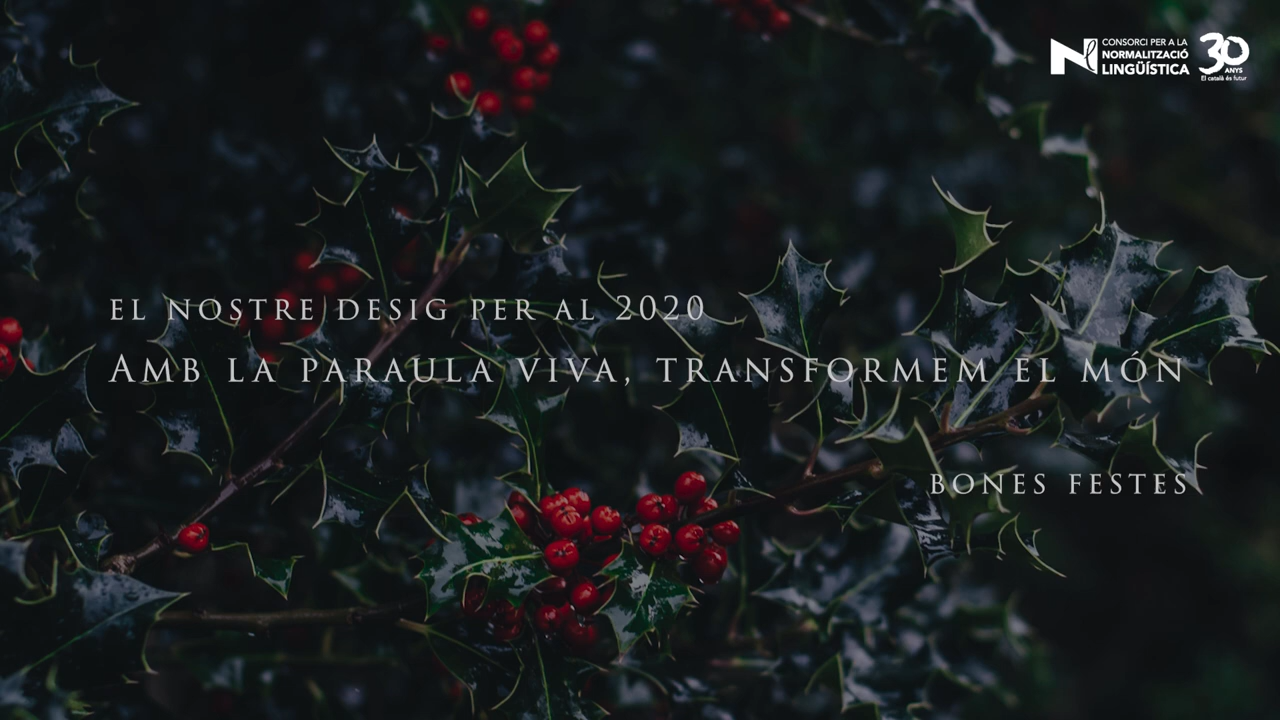 CONSORCI PER A LA
NORMALITZACIÓ
LINGÜÍSTICA
30
ANYS
El català és futur
EL NOSTRE DESIG PER AL 2020
AMB LA PARAULA VIVA, TRANSFORMEM EL MÓN
BONES FESTES